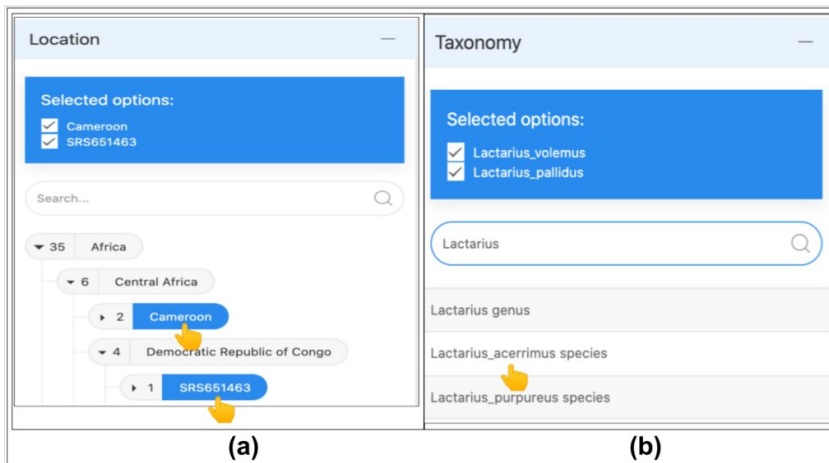 Location
Selected options:
Cameroon
SRS651463
Search...
35 Africa
6 Central Africa
2 Cameroon
4 Democratic Republic of Congo
1 SRS651463
(a)
Taxonomy
Selected options:
Lactarius_volemus
Lactarius_pallidus
Lactarius
Lactarius genus
Lactarius_acerrimus species
Lactarius_purpureus species
(b)